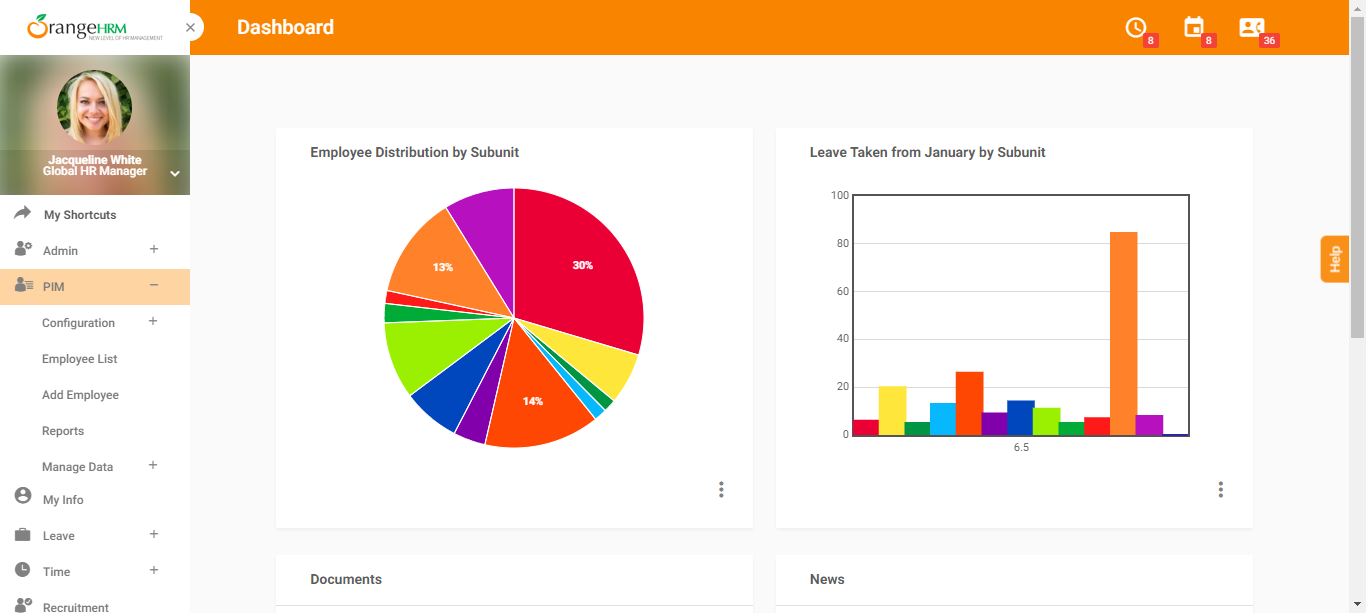 OrangeHRM
NEW LEVEL OF HR MANAGEMENT
Dashboard
8
8
36
Jacqueline White
Global HR Manager
My Shortcuts
Admin
PIM
Configuration
Employee List
Add Employee
Reports
Manage Data
My Info
Leave
Time
Recruitment
Employee Distribution by Subunit
30%
13%
14%
Leave Taken from January by Subunit
100
80
60
40
20
0
6.5
Help
Documents
News